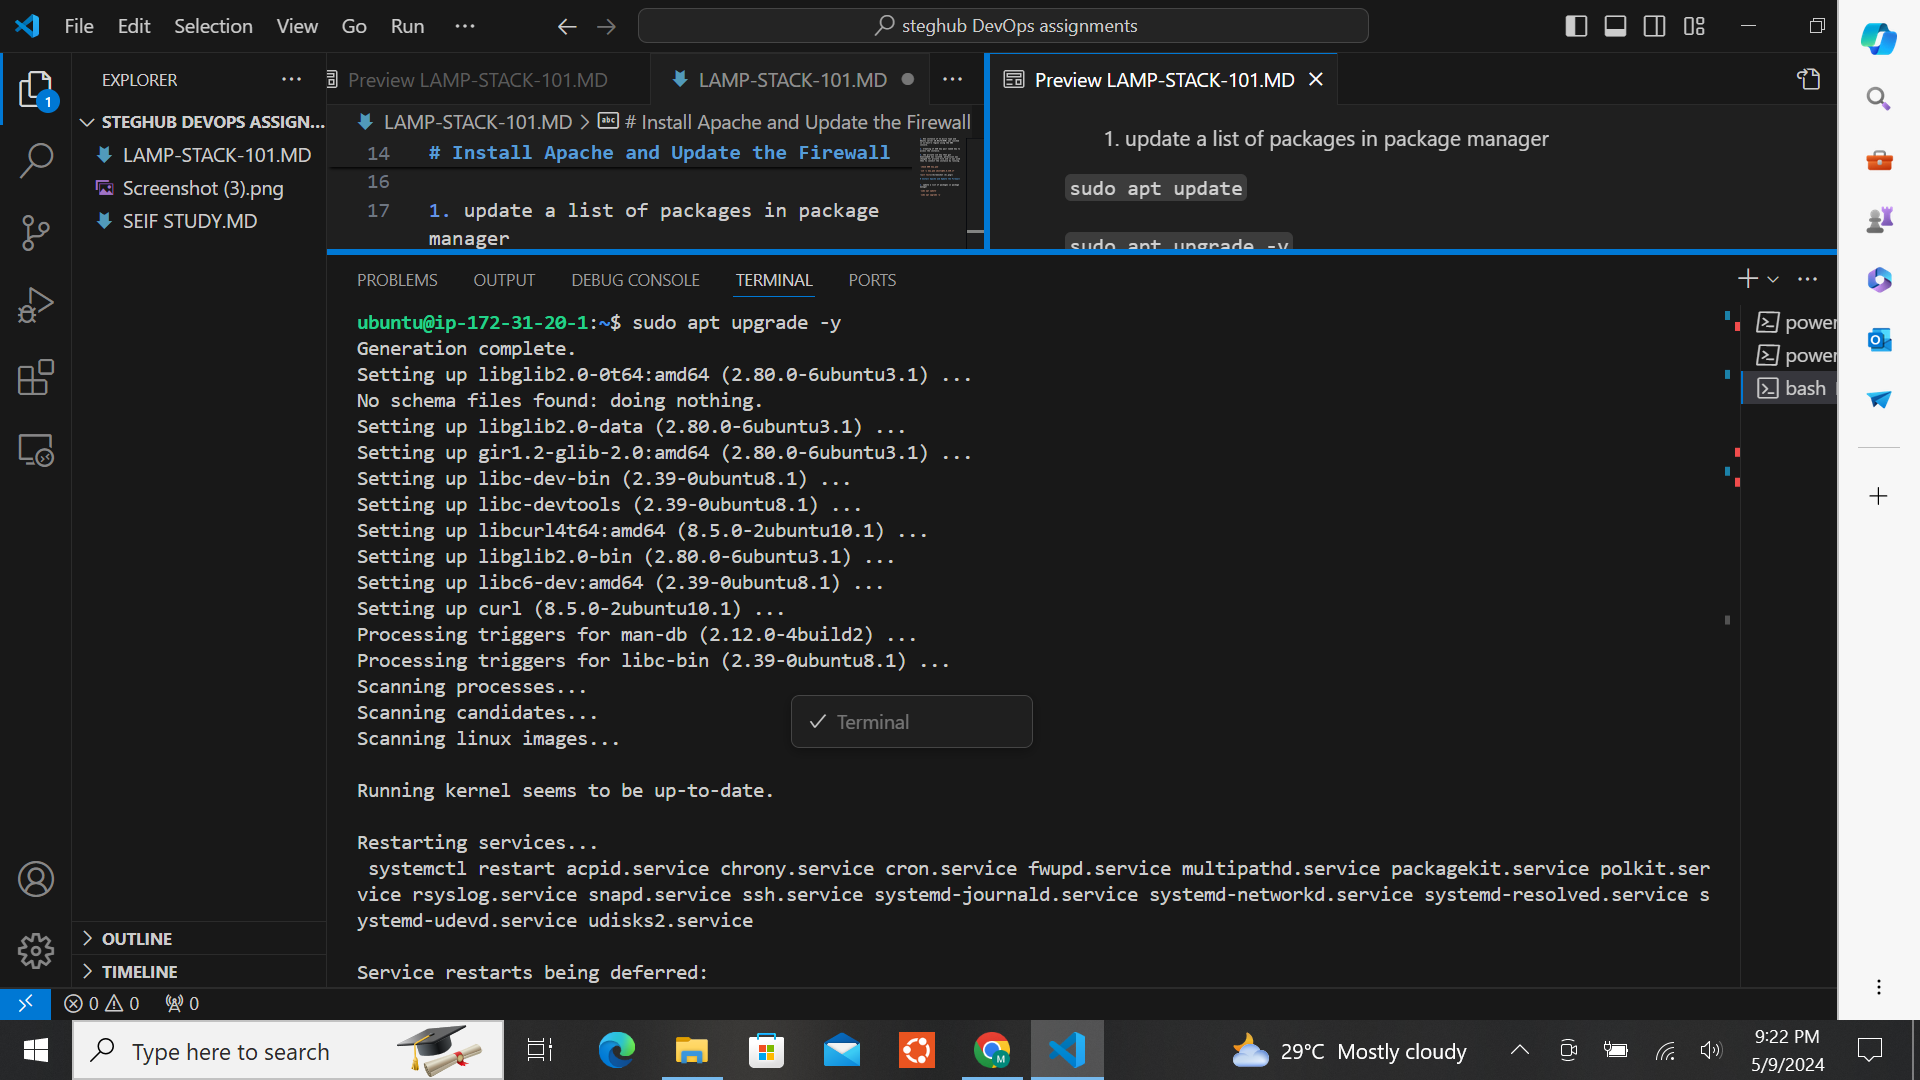 File Edit Selection View Go Run ···
steghub DevOps assignments
EXPLORER
1
STEGHUB DEVOPS ASSIGN...
LAMP-STACK-101.MD
Screenshot (3).png
SEIF STUDY.MD
OUTLINE
TIMELINE
Preview LAMP-STACK-101.MD
LAMP-STACK-101.MD
LAMP-STACK-101.MD > # Install Apache and Update the Firewall
14 # Install Apache and Update the Firewall
16
17 1. update a list of packages in package
manager
Preview LAMP-STACK-101.MD
1. update a list of packages in package manager
sudo apt update
sudo apt upgrade -y
PROBLEMS OUTPUT DEBUG CONSOLE TERMINAL PORTS
ubuntu@ip-172-31-20-1:~$ sudo apt upgrade -y
Generation complete.
Setting up libglib2.0-0t64:amd64 (2.80.0-6ubuntu3.1) ...
No schema files found: doing nothing.
Setting up libglib2.0-data (2.80.0-6ubuntu3.1) ...
Setting up gir1.2-glib-2.0:amd64 (2.80.0-6ubuntu3.1) ...
Setting up libc-dev-bin (2.39-0ubuntu8.1) ...
Setting up libc-devtools (2.39-0ubuntu8.1) ...
Setting up libcurl4t64:amd64 (8.5.0-2ubuntu10.1) ...
Setting up libglib2.0-bin (2.80.0-6ubuntu3.1) ...
Setting up libc6-dev:amd64 (2.39-0ubuntu8.1) ...
Setting up curl (8.5.0-2ubuntu10.1) ...
Processing triggers for man-db (2.12.0-4build2) ...
Processing triggers for libc-bin (2.39-0ubuntu8.1) ...
Scanning processes...
Scanning candidates...
Scanning linux images...
Terminal
Running kernel seems to be up-to-date.
Restarting services...
systemctl restart acpid.service chrony.service cron.service fwupd.service multipathd.service packagekit.service polkit.ser
vice rsyslog.service snapd.service ssh.service systemd-journald.service systemd-networkd.service systemd-resolved.service s
ystemd-udevd.service udisks2.service
Service restarts being deferred:
power
power
bash
0 0 0
Type here to search
29°C Mostly cloudy
9:22 PM
5/9/2024